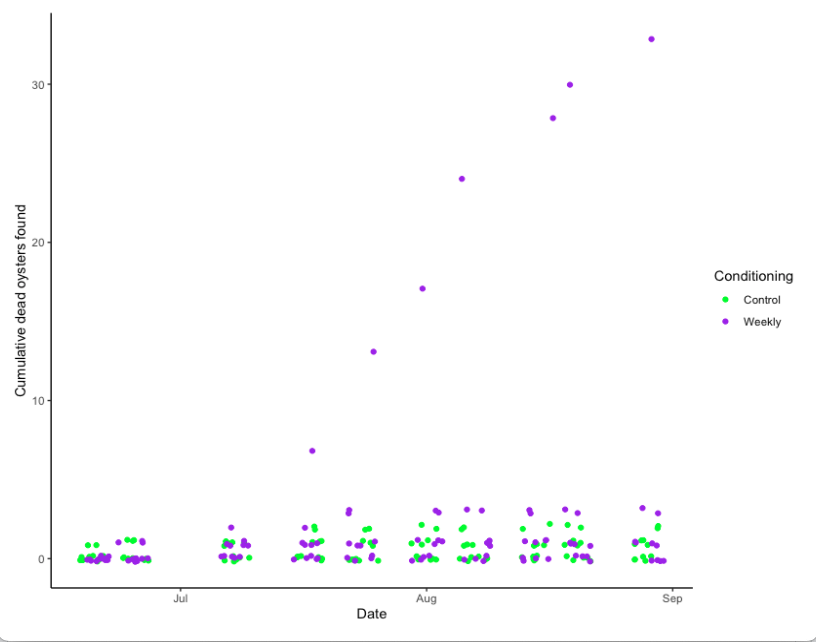 30
20
10
0
Cumulative dead oysters found
Jul
Aug
Sep
Date
Conditioning
Control
Weekly